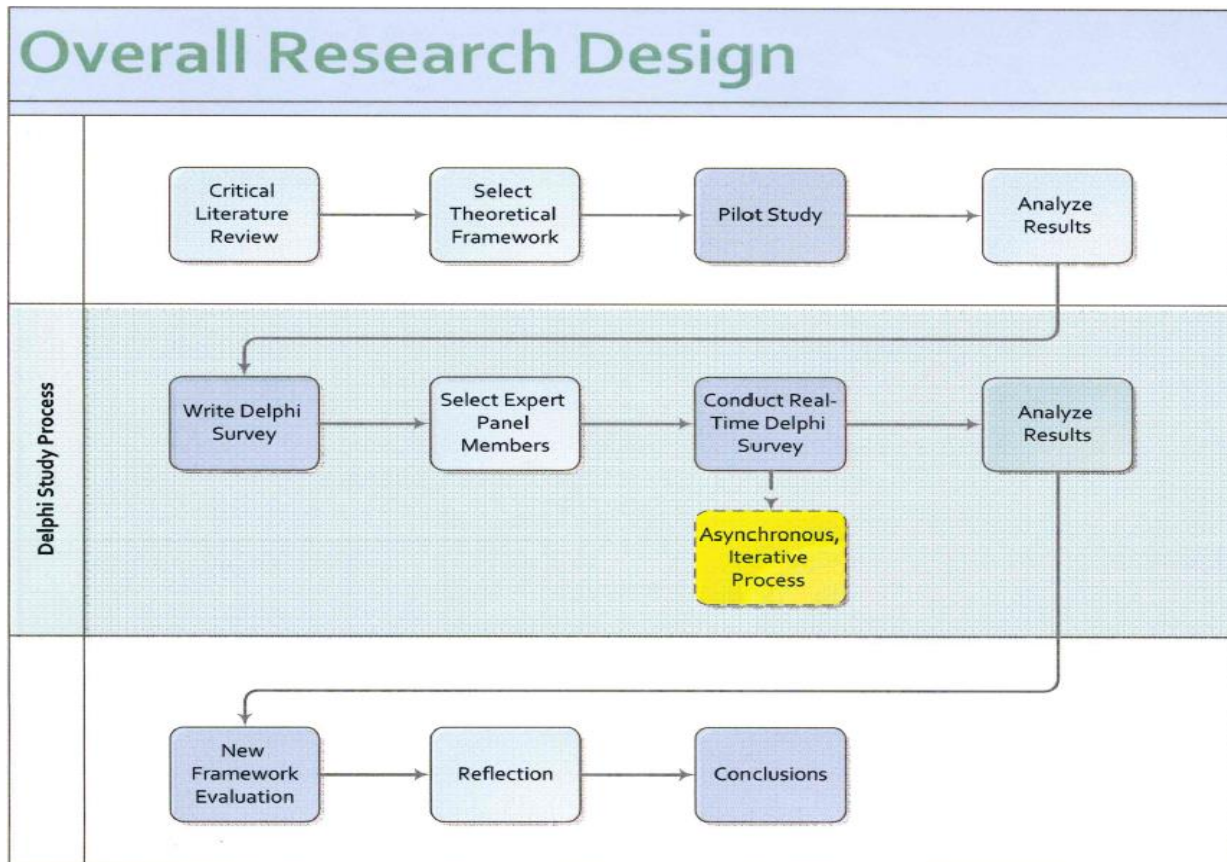 Overall Research Design
Critical
Literature
Review
Select
Theoretical
Framework
Pilot Study
Analyze
Results
Delphi Study Process
Write Delphi
Survey
Select Expert
Panel
Members
Conduct Real-
Time Delphi
Survey
Analyze
Results
Asynchronous,
Iterative
Process
New
Framework
Evaluation
Reflection
Conclusions